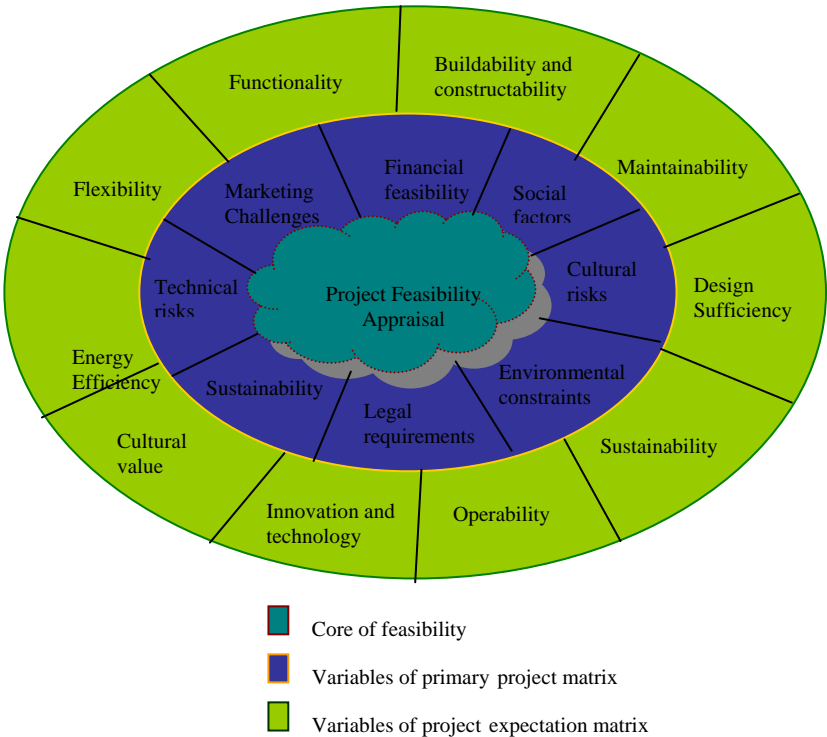 Functionality
Buildability and
constructability
Flexibility
Maintainability
Marketing
Challenges
Financial
feasibility
Social
factors
Technical
risks
Cultural
risks
Design
Sufficiency
Project Feasibility
Appraisal
Energy
Efficiency
Sustainability
Environmental
constraints
Legal
requirements
Cultural
value
Sustainability
Innovation and
technology
Operability
Core of feasibility
Variables of primary project matrix
Variables of project expectation matrix